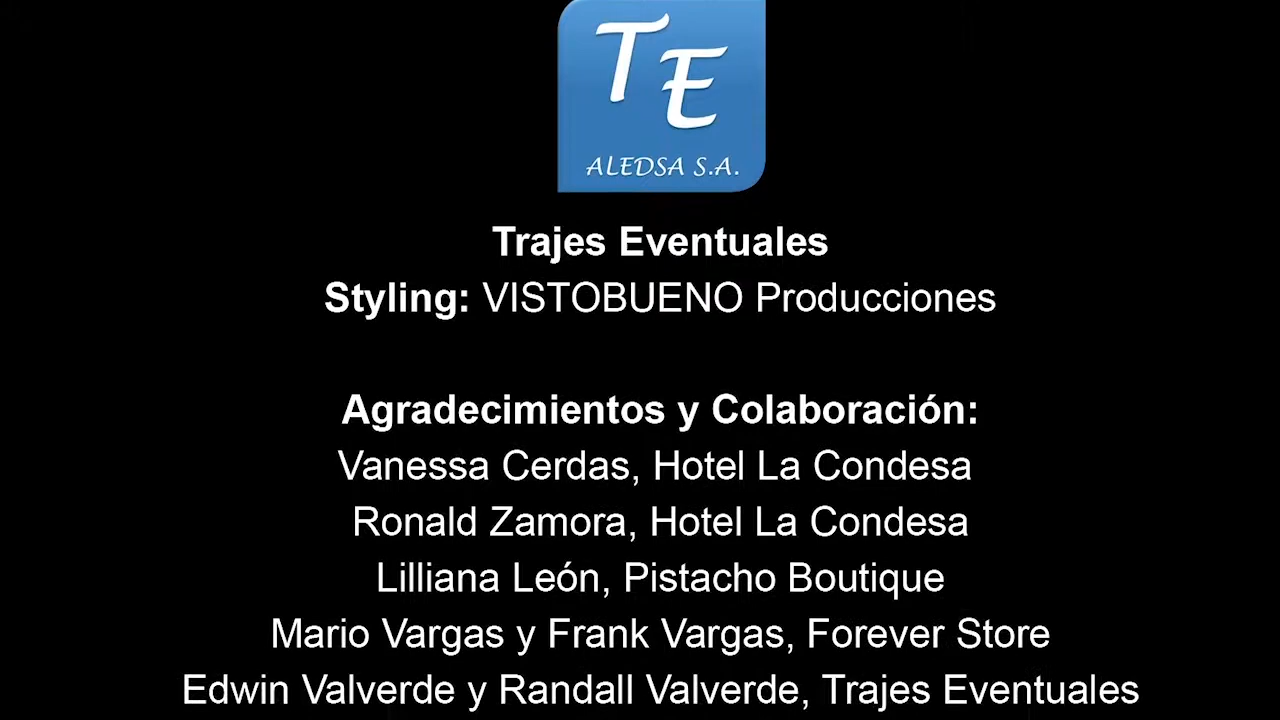 TE
ALEDSA S.A.
Trajes Eventuales
Styling: VISTOBUENO Producciones
Agradecimientos y Colaboración:
Vanessa Cerdas, Hotel La Condesa
Ronald Zamora, Hotel La Condesa
Lilliana León, Pistacho Boutique
Mario Vargas y Frank Vargas, Forever Store
Edwin Valverde y Randall Valverde, Trajes Eventuales